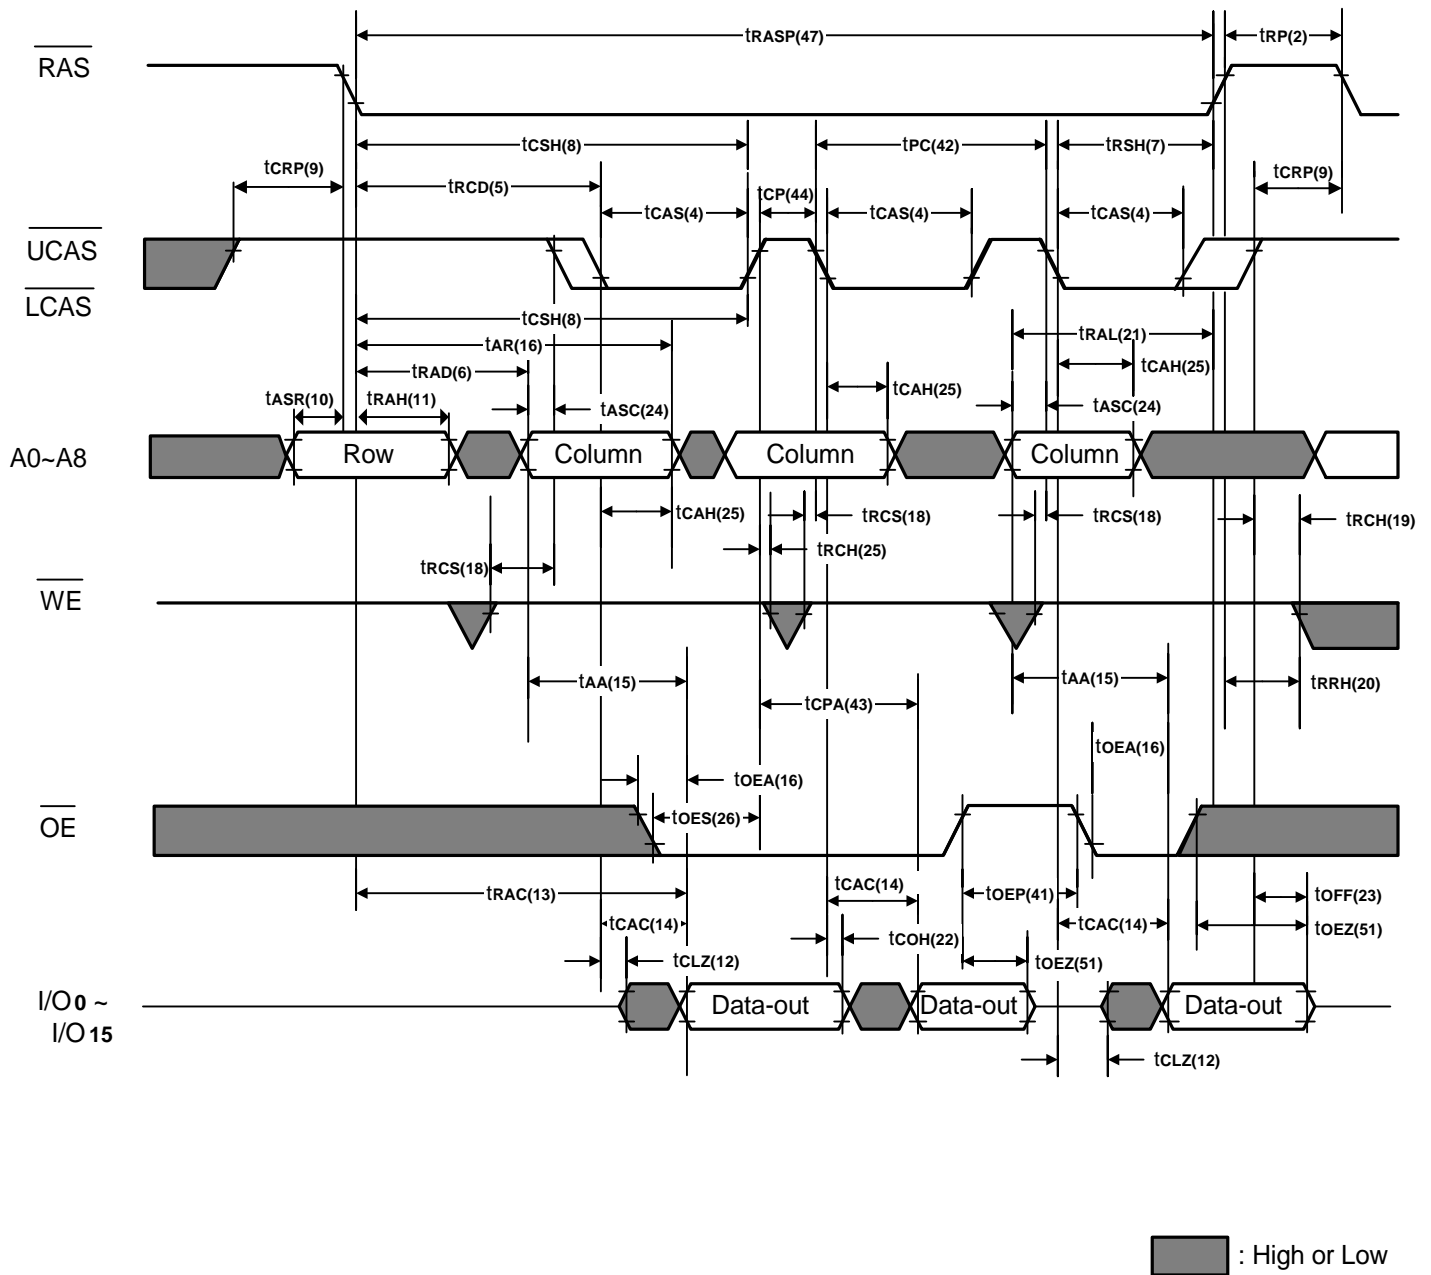 tRASP(47)
tRP(2)
RAS
tCSH(8)
tPC(42)
tRSH(7)
tCRP(9)
tRCD(5)
tCP(44)
tCRP(9)
tCAS(4)
tCAS(4)
tCAS(4)
UCAS
LCAS
tCSH(8)
tRAL(21)
tAR(16)
tCAH(25)
tRAD(6)
tCAH(25)
tASR(10)
tRAH(11)
tASC(24)
tASC(24)
A0~A8
Row
Column
Column
Column
tCAH(25)
tRCS(18)
tRCS(18)
tRCH(19)
tRCH(25)
tRCS(18)
WE
tAA(15)
tAA(15)
tRRH(20)
tCPA(43)
tOEA(16)
tOEA(16)
OE
tOES(26)
tRAC(13)
tCAC(14)
tOEP(41)
tOFF(23)
tCAC(14)
tCAC(14)
tOEZ(51)
tCOH(22)
tCLZ(12)
tOEZ(51)
I/O0 ~
I/O15
Data-out
Data-out
Data-out
tCLZ(12)
: High or Low